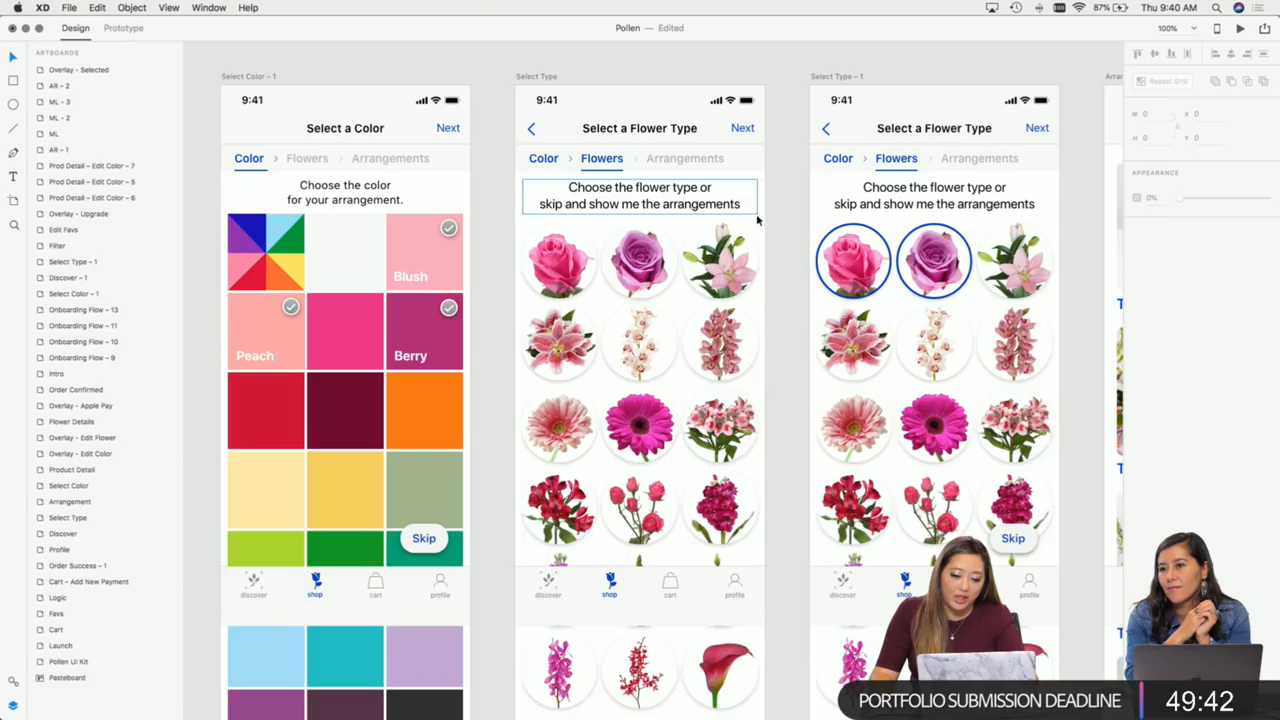 XD File Edit Object View Window Help
87% Thu 9:40 AM
Design Prototype
Pollen — Edited
100%
ARTBOARDS
Overlay - Selected
AR – 2
ML - 3
ML - 2
ML
AR – 1
Prod Detail – Edit Color – 7
Prod Detail – Edit Color – 5
Prod Detail – Edit Color – 6
Overlay - Upgrade
Edit Favs
Filter
Select Type – 1
Discover – 1
Select Color – 1
Onboarding Flow – 13
Onboarding Flow – 11
Onboarding Flow – 10
Onboarding Flow – 9
Intro
Order Confirmed
Overlay - Apple Pay
Flower Details
Overlay - Edit Flower
Overlay - Edit Color
Product Detail
Select Color
Arrangement
Select Type
Discover
Profile
Order Success – 1
Cart – Add New Payment
Logic
Favs
Cart
Launch
Pollen UI Kit
Pasteboard
Select Color – 1
9:41
Select a Color Next
Color › Flowers › Arrangements
Choose the color
for your arrangement.
Blush
Peach
Berry
Skip
discover shop cart profile
Select Type
9:41
Select a Flower Type Next
Color › Flowers › Arrangements
Choose the flower type or
skip and show me the arrangements
discover shop cart profile
Select Type – 1
9:41
Select a Flower Type Next
Color › Flowers › Arrangements
Choose the flower type or
skip and show me the arrangements
Skip
discover shop profile
Repeat Grid
W 0 X 0
H 0 Y 0
APPEARANCE
0%
PORTFOLIO SUBMISSION DEADLINE 49:42